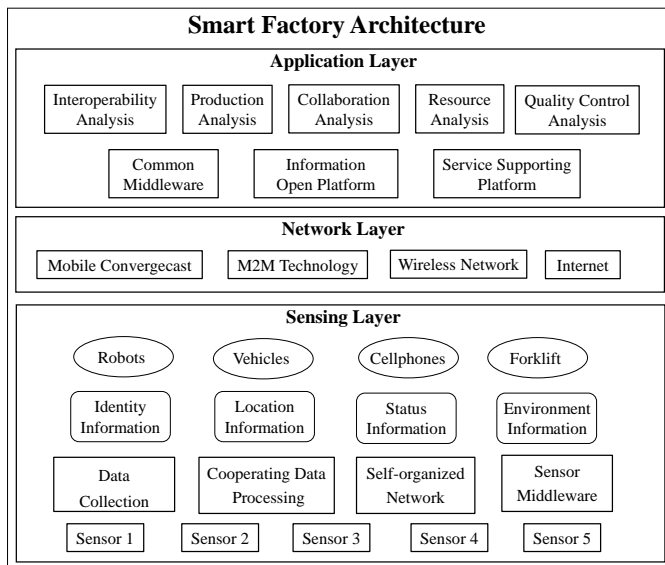 Smart Factory Architecture
Application Layer
Interoperability
Analysis
Production
Analysis
Collaboration
Analysis
Resource
Analysis
Quality Control
Analysis
Common
Middleware
Information
Open Platform
Service Supporting
Platform
Network Layer
Mobile Convergecast
M2M Technology
Wireless Network
Internet
Sensing Layer
Robots
Vehicles
Cellphones
Forklift
Identity
Information
Location
Information
Status
Information
Environment
Information
Data
Collection
Cooperating Data
Processing
Self-organized
Network
Sensor
Middleware
Sensor 1
Sensor 2
Sensor 3
Sensor 4
Sensor 5